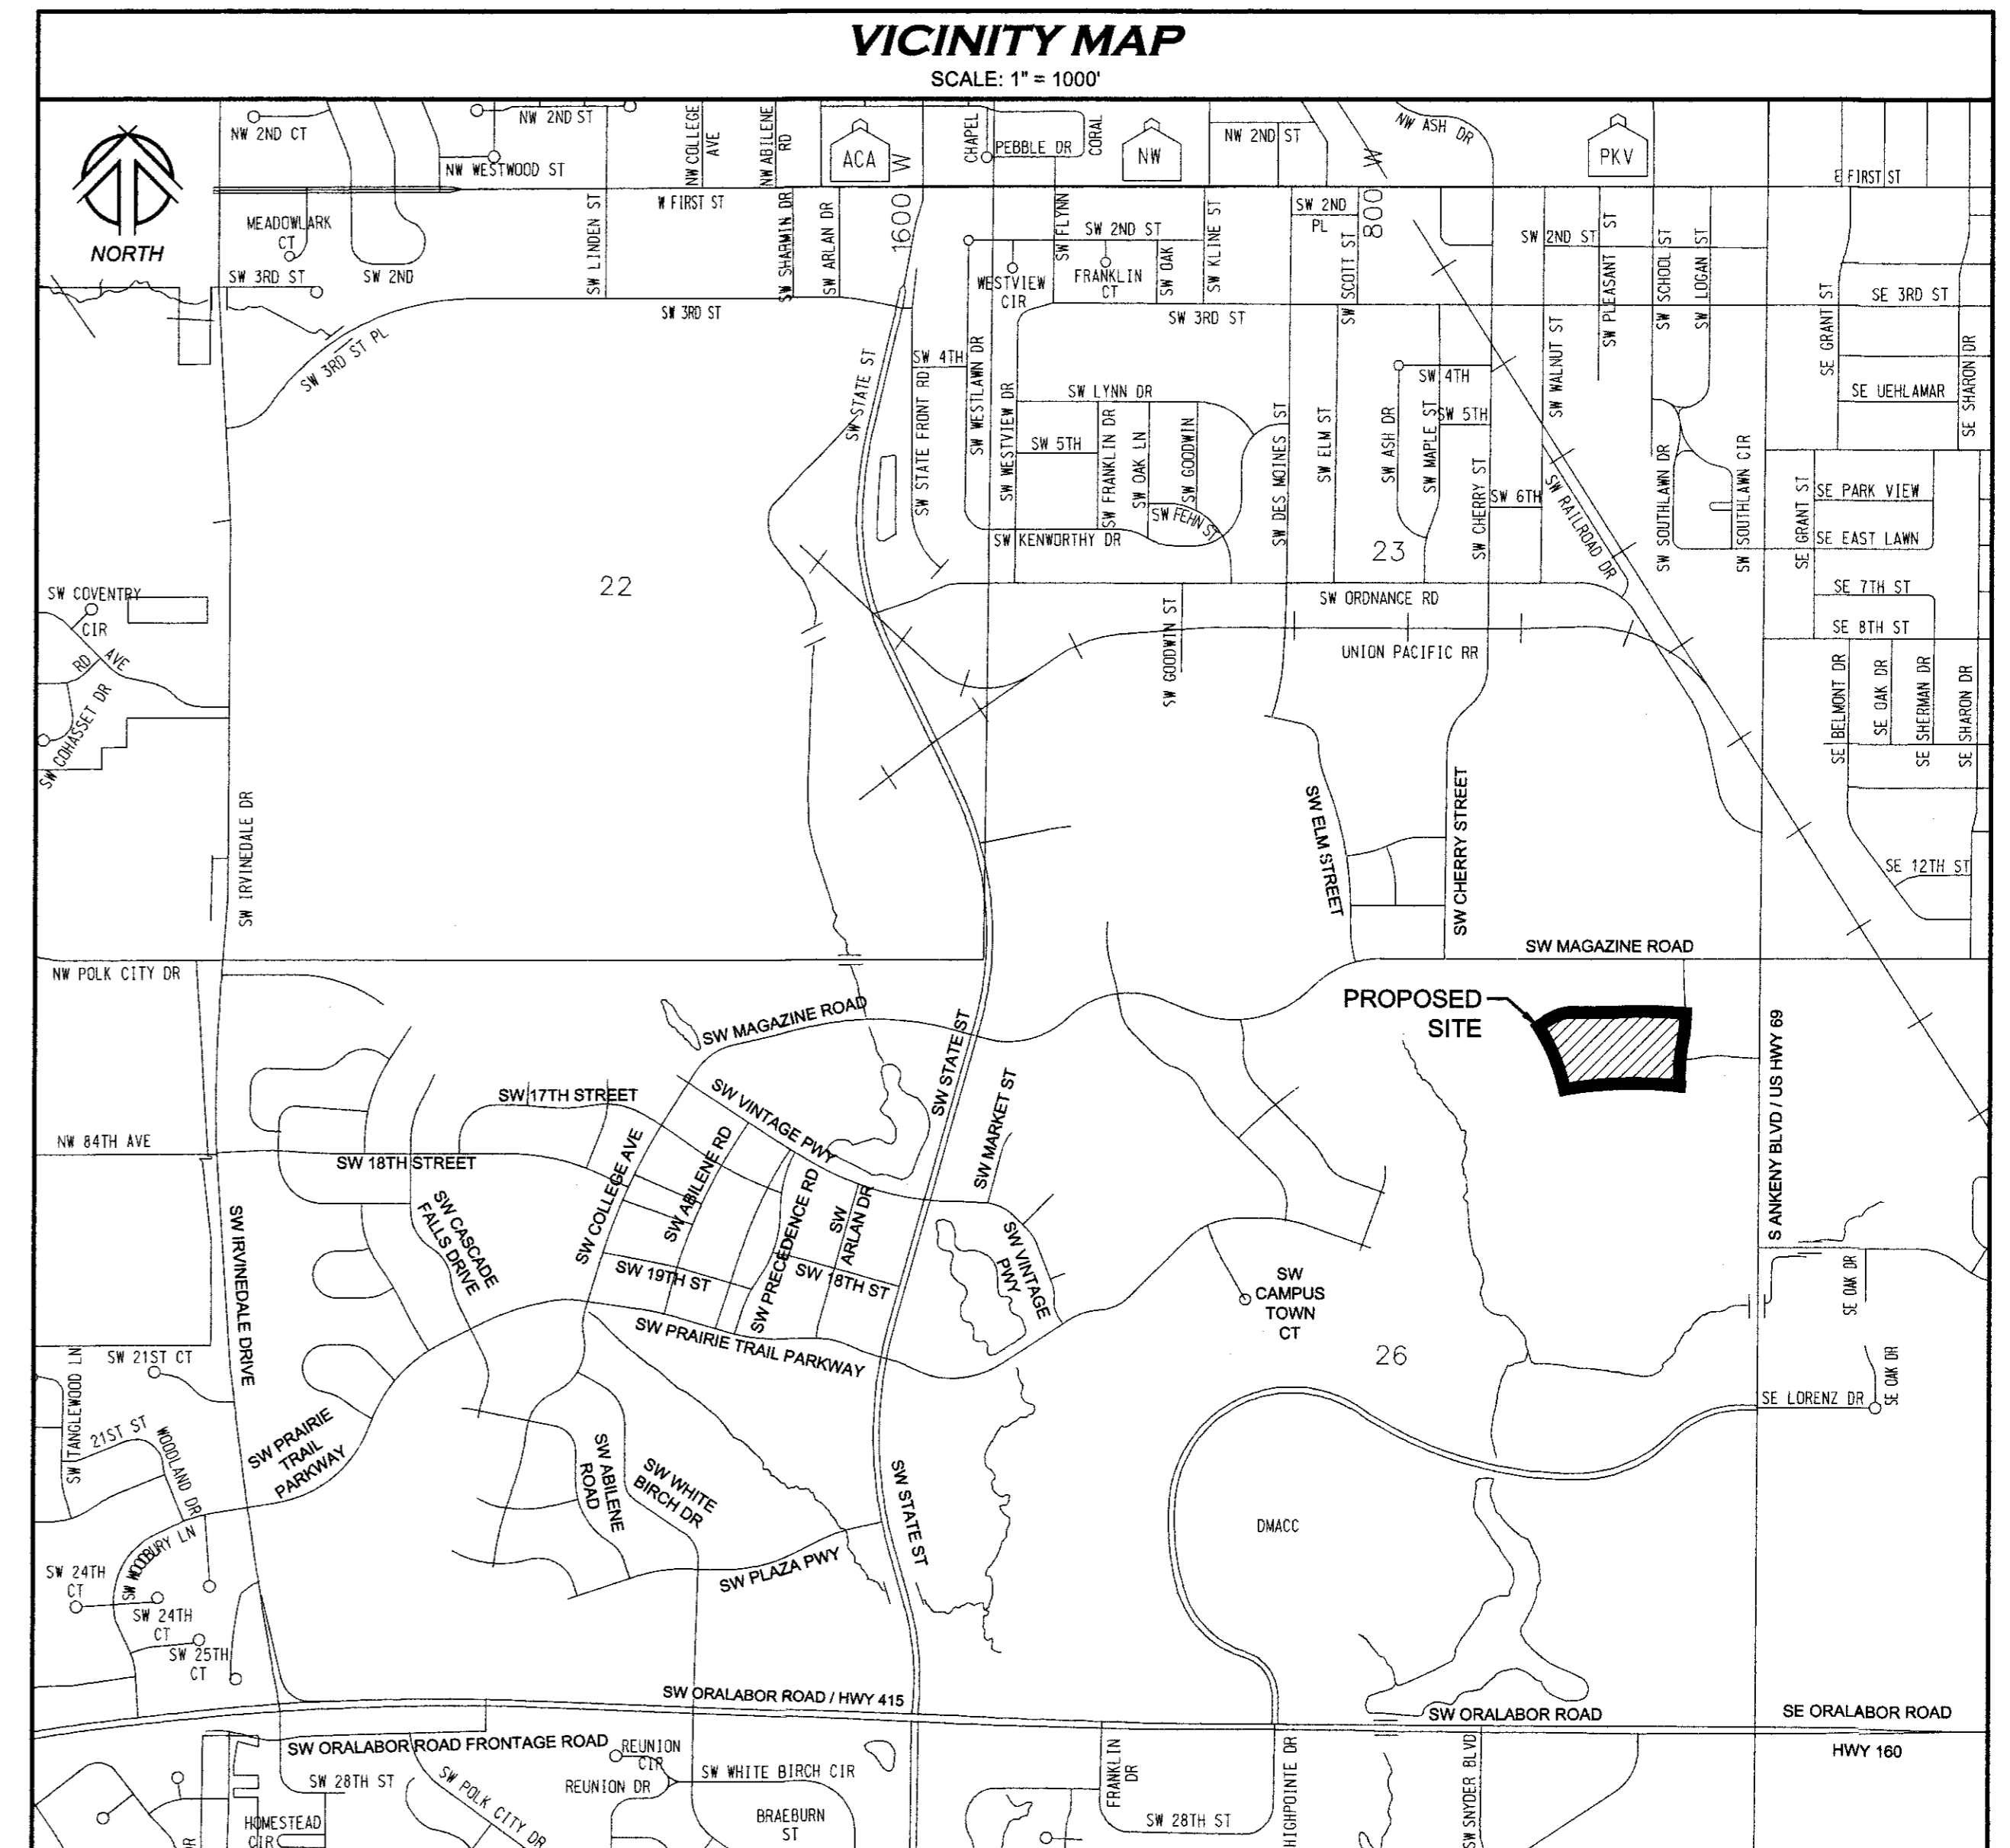 VICINITY MAP
SCALE: 1" = 1000'
NORTH
NW 2ND CT
NW 2ND ST
NW WESTWOOD ST
NW COLLEGE
AVE
NW ABILENE
RD
ACA
W
1600
CHAPEL
PEBBLE DR
CORAL
NW
NW 2ND ST
W
800
NW ASH DR
PKV
E FIRST ST
W FIRST ST
MEADOWLARK
CT
SW 3RD ST
SW 2ND
SW LINDEN ST
SW SHARMIN DR
SW ARLAN DR
SW 3RD ST
SW 3RD ST PL
SW FLYNN
SW 2ND ST
WESTVIEW
CIR
FRANKLIN
CT
SW OAK
SW KLINE ST
SW 2ND
PL
SW SCOTT ST
SW 3RD ST
SW 2ND ST
SW PLEASANT ST
SW SCHOOL ST
SW LOGAN ST
SW WALNUT ST
SE GRANT ST
SE 3RD ST
SE UEHLAMAR
SE SHARON DR
SW STATE ST
SW 4TH
SW STATE FRONT RD
SW WESTLAWN DR
SW WESTVIEW DR
SW LYNN DR
SW 5TH
SW FRANKLIN DR
SW OAK LN
SW GOODWIN
SW FEHN ST
SW KENWORTHY DR
SW DES MOINES ST
SW ELM ST
SW ASH DR
SW MAPLE ST
SW 4TH
SW 5TH
SW CHERRY ST
SW 6TH
SW RAILROAD DR
SW SOUTHLAWN DR
SW SOUTHLAWN CIR
SE GRANT ST
SE PARK VIEW
SE EAST LAWN
SE 7TH ST
SE 8TH ST
22
23
SW ORDNANCE RD
UNION PACIFIC RR
SW GOODWIN ST
SW COVENTRY
CIR
RD
AVE
SW COHASSET DR
SW IRVINEDALE DR
SE BELMONT DR
SE OAK DR
SE SHERMAN DR
SE SHARON DR
SE 12TH ST
SW ELM STREET
SW CHERRY STREET
SW MAGAZINE ROAD
NW POLK CITY DR
PROPOSED
SITE
SW MAGAZINE ROAD
SW STATE ST
SW MARKET ST
S ANKENY BLVD / US HWY 69
SW 17TH STREET
SW VINTAGE PWY
NW 84TH AVE
SW 18TH STREET
SW COLLEGE AVE
SW ABILENE RD
SW PRECEDENCE RD
SW
ARLAN DR
SW CASCADE
FALLS DRIVE
SW IRVINEDALE DRIVE
SW 19TH ST
SW 18TH ST
SW VINTAGE
PWY
SW
CAMPUS
TOWN
CT
SE OAK DR
SW PRAIRIE TRAIL PARKWAY
26
SW 21ST CT
SW TANGLEWOOD LN
21ST ST
WOODLAND DR
SW PRAIRIE
TRAIL
PARKWAY
SE LORENZ DR
SE OAK DR
SW ABILENE
ROAD
SW WHITE
BIRCH DR
SW STATE ST
DMACC
SW WOODBURY LN
SW PLAZA PWY
SW 24TH
CT
SW 24TH
CT
SW 25TH
CT
SW ORALABOR ROAD / HWY 415
SW ORALABOR ROAD
SE ORALABOR ROAD
HWY 160
SW ORALABOR ROAD FRONTAGE ROAD
REUNION
CIR
REUNION DR
SW WHITE BIRCH CIR
SW 28TH ST
SW POLK CITY DR
BRAEBURN
ST
HOMESTEAD
CIR
DR
FRANKLIN
DR
SW 28TH ST
HIGHPOINTE DR
SW SNYDER BLVD